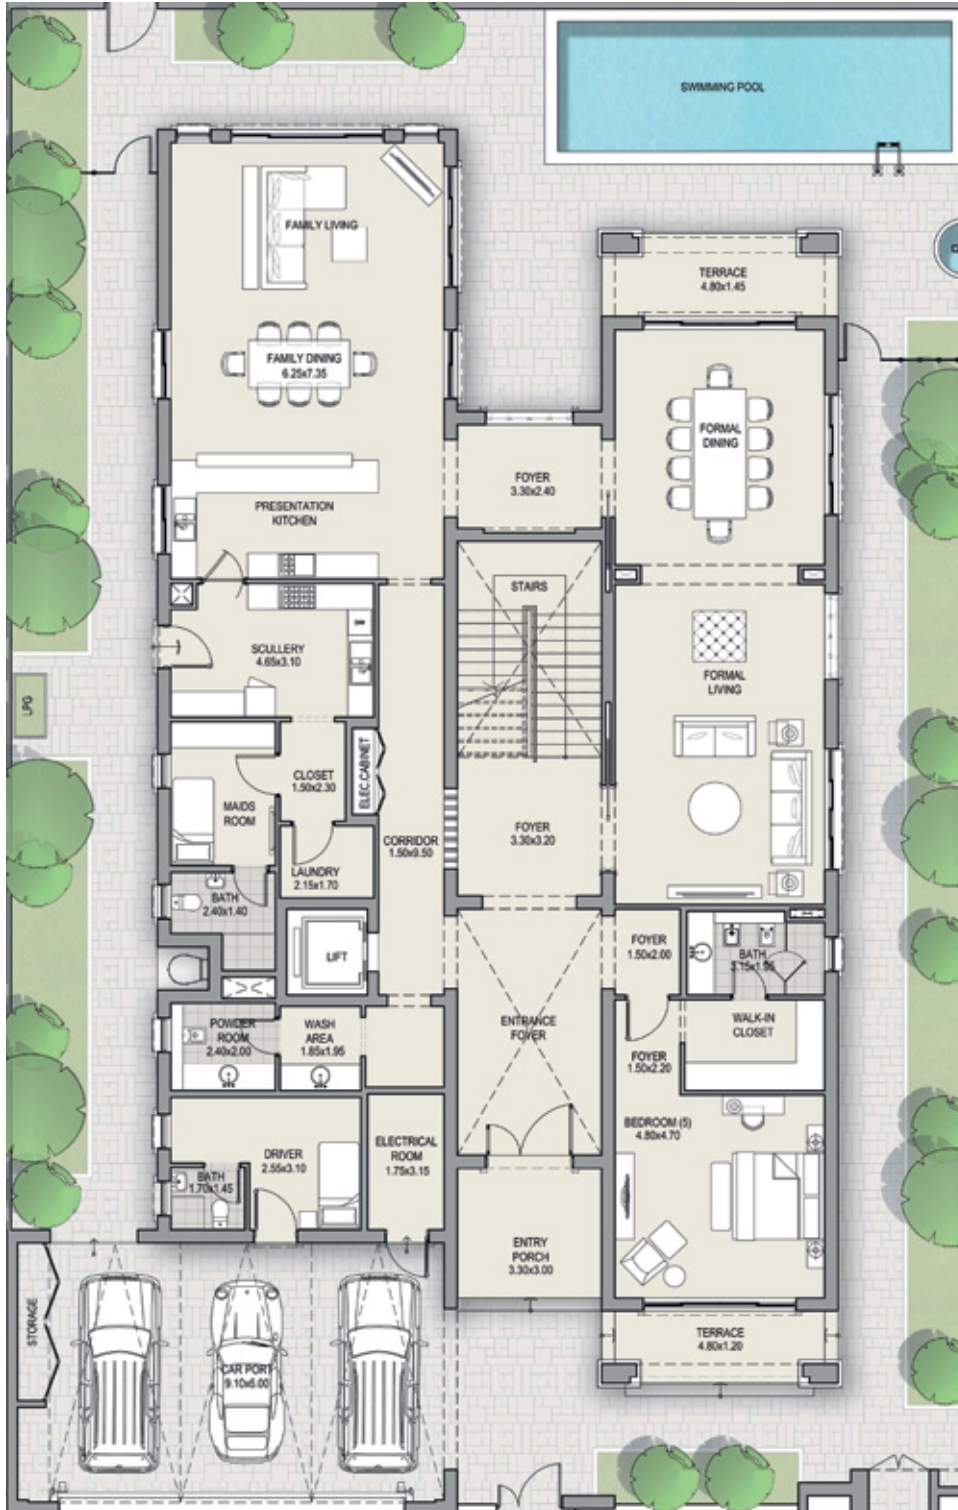 SWIMMING POOL
FAMILY LIVING
TERRACE
4.80x1.45
FAMILY DINING
6.25x7.35
FORMAL
DINING
FOYER
3.30x2.40
PRESENTATION
KITCHEN
STAIRS
SCULLERY
4.65x3.10
DW
FORMAL
LIVING
LPG
CLOSET
1.50x2.30
ELEC.CABINET
MAIDS
ROOM
FOYER
3.30x3.20
CORRIDOR
1.50x9.50
LAUNDRY
2.15x1.70
BATH
2.40x1.40
LIFT
FOYER
1.50x2.00
BATH
3.15x1.95
POWDER
ROOM
2.40x2.00
WASH
AREA
1.85x1.95
ENTRANCE
FOYER
WALK-IN
CLOSET
FOYER
1.50x2.20
BEDROOM (5)
4.80x4.70
DRIVER
2.55x3.10
ELECTRICAL
ROOM
1.75x3.15
BATH
1.70x1.45
ENTRY
PORCH
3.30x3.00
STORAGE
TERRACE
4.80x1.20
CAR PORT
9.10x6.00